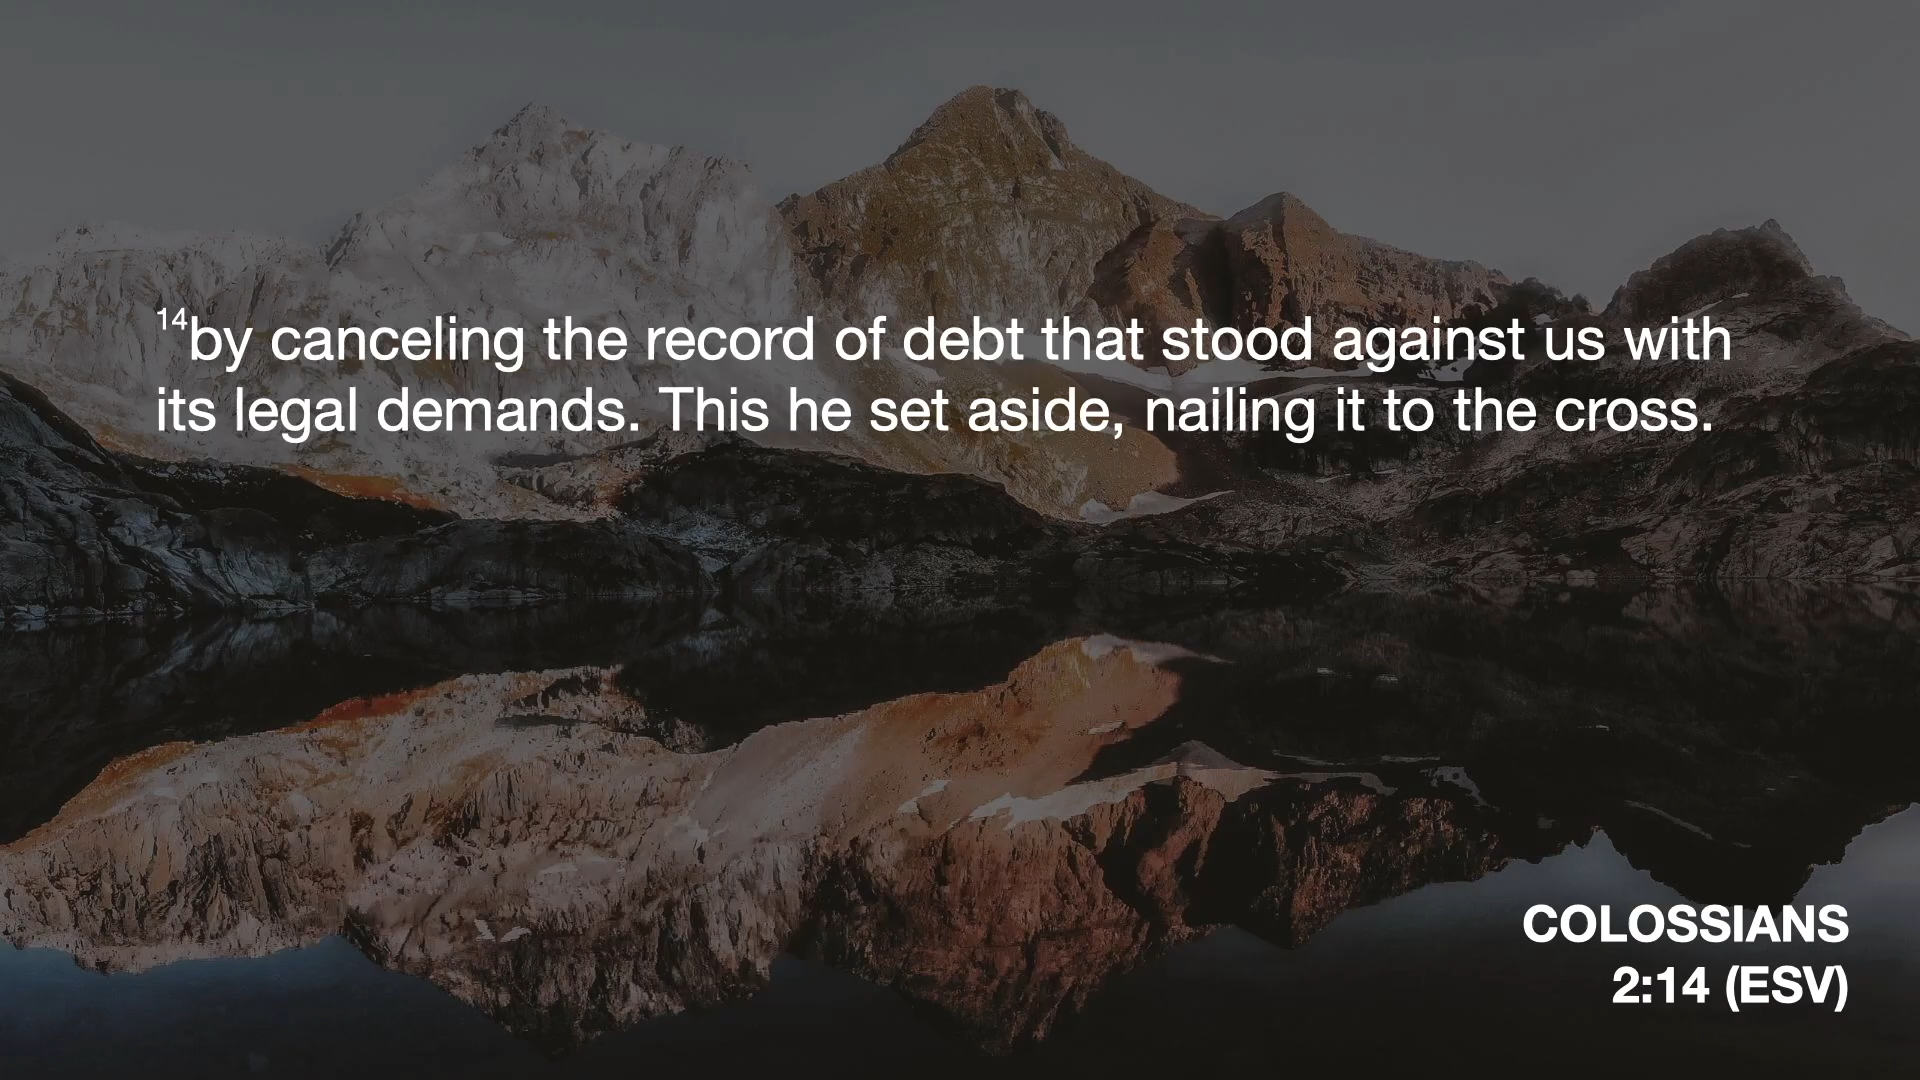 14by canceling the record of debt that stood against us with
its legal demands. This he set aside, nailing it to the cross.
COLOSSIANS
2:14 (ESV)